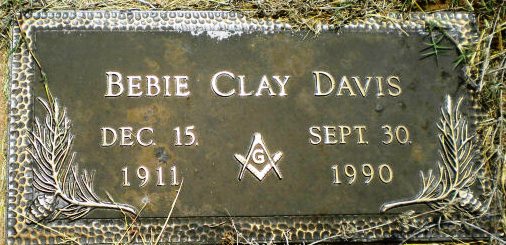 BEBIE CLAY DAVIS
DEC. 15. SEPT. 30.
1911 G 1990